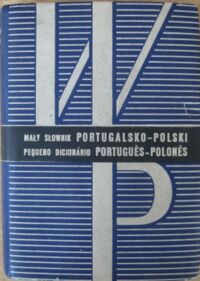 W
MAŁY SŁOWNIK PORTUGALSKO-POLSKI
PEQUENO DICIONÁRIO PORTUGUÊS-POLONÊS
P